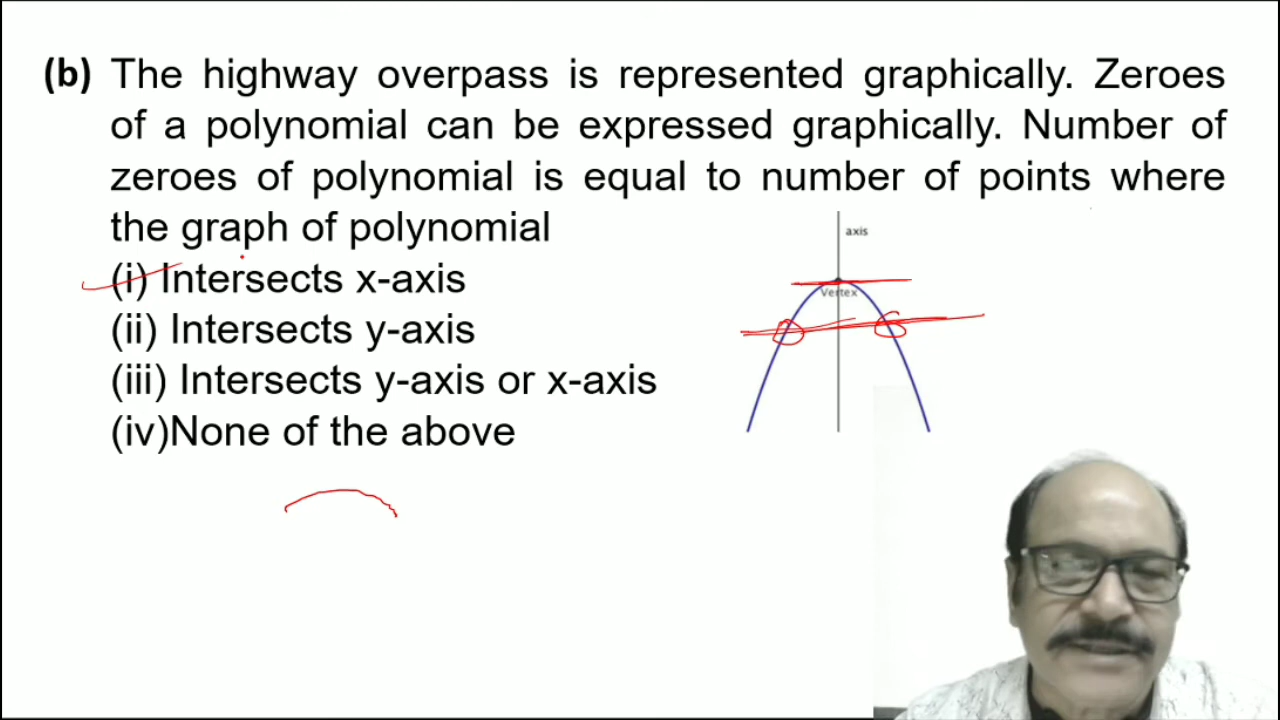 (b) The highway overpass is represented graphically. Zeroes
of a polynomial can be expressed graphically. Number of
zeroes of polynomial is equal to number of points where
the graph of polynomial
(i) Intersects x-axis
(ii) Intersects y-axis
(iii) Intersects y-axis or x-axis
(iv)None of the above
axis
Vertex